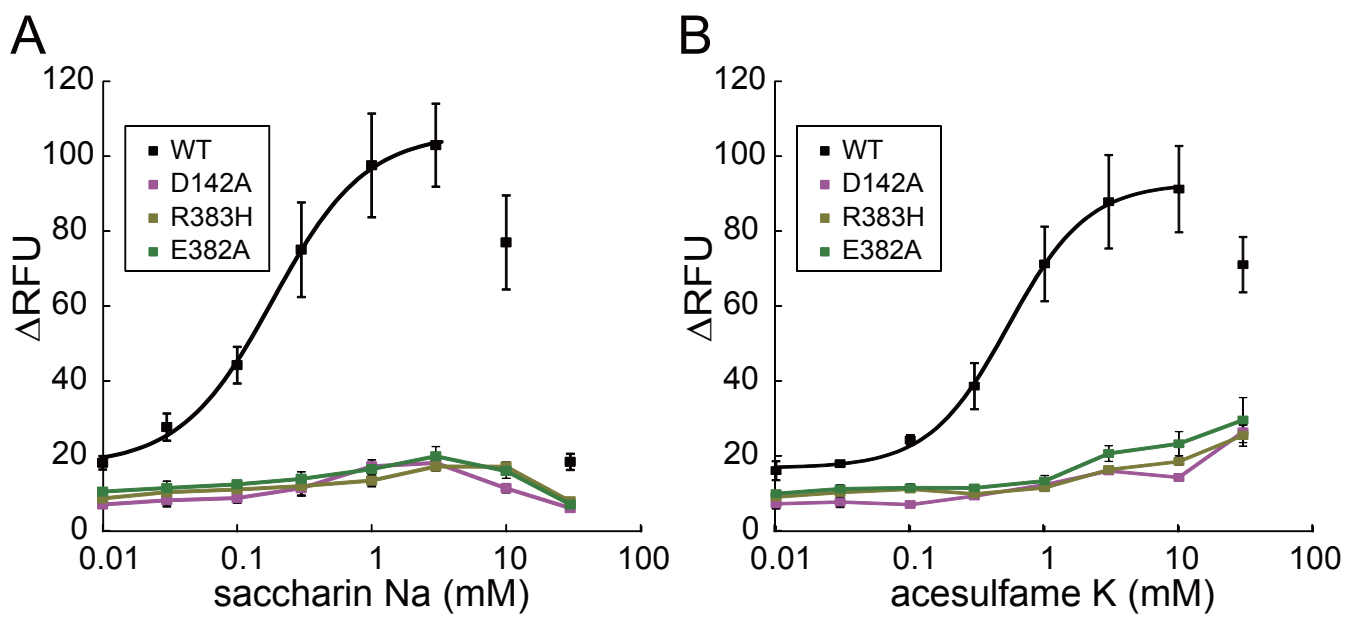 A
120
100
80
60
40
20
0
ΔRFU
WT
D142A
R383H
E382A
0.01 0.1 1 10 100
saccharin Na (mM)
B
120
100
80
60
40
20
0
ΔRFU
WT
D142A
R383H
E382A
0.01 0.1 1 10 100
acesulfame K (mM)